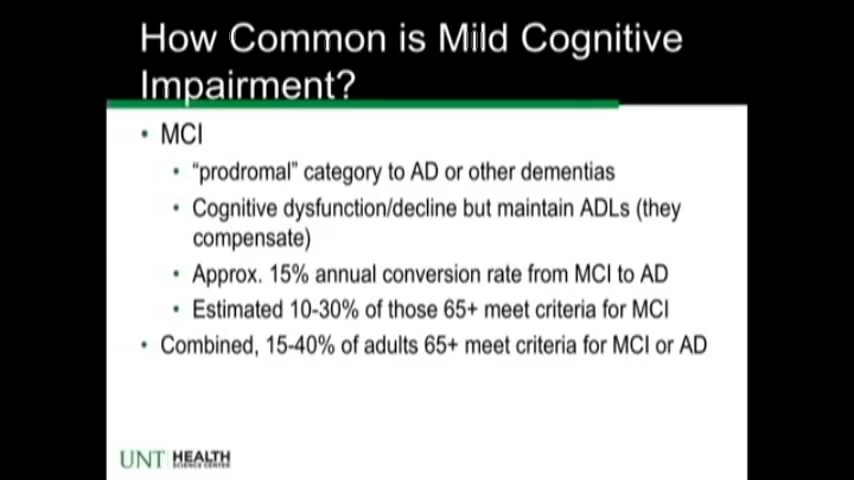 How Common is Mild Cognitive
Impairment?
• MCI
• “prodromal” category to AD or other dementias
• Cognitive dysfunction/decline but maintain ADLs (they
compensate)
• Approx. 15% annual conversion rate from MCI to AD
• Estimated 10-30% of those 65+ meet criteria for MCI
• Combined, 15-40% of adults 65+ meet criteria for MCI or AD
UNT HEALTH
SCIENCE CENTER